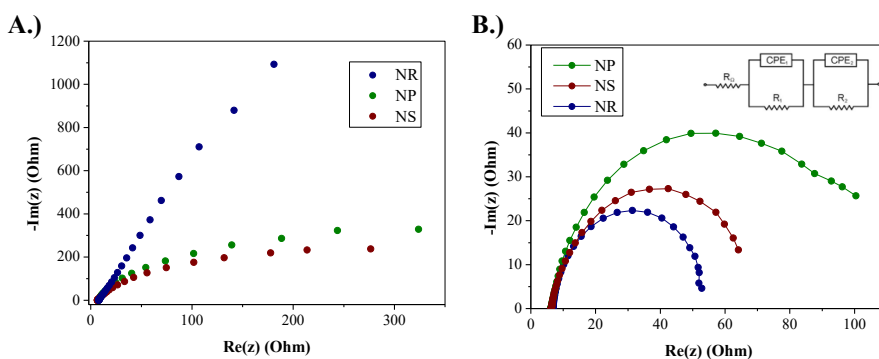 A.)
1200
1000
800
600
400
200
0
-Im(z) (Ohm)
NR
NP
NS
0 100 200 300
Re(z) (Ohm)
B.)
60
50
40
30
20
10
0
-Im(z) (Ohm)
NP
NS
NR
CPE₁ CPE₂
RΩ
R₁ R₂
0 20 40 60 80 100
Re(z) (Ohm)